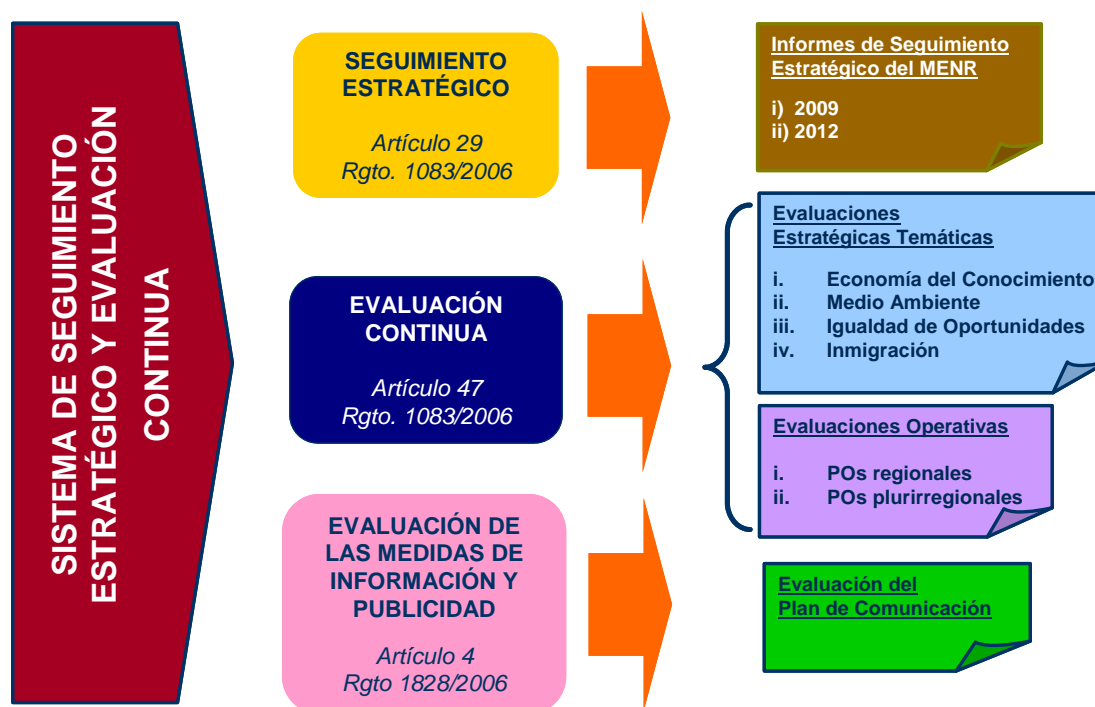 SISTEMA DE SEGUIMIENTO
ESTRATÉGICO Y EVALUACIÓN
CONTINUA
SEGUIMIENTO
ESTRATÉGICO
Artículo 29
Rgto. 1083/2006
Informes de Seguimiento
Estratégico del MENR
i) 2009
ii) 2012
EVALUACIÓN
CONTINUA
Artículo 47
Rgto. 1083/2006
Evaluaciones
Estratégicas Temáticas
i. Economía del Conocimiento
ii. Medio Ambiente
iii. Igualdad de Oportunidades
iv. Inmigración
Evaluaciones Operativas
i. POs regionales
ii. POs plurirregionales
EVALUACIÓN DE
LAS MEDIDAS DE
INFORMACIÓN Y
PUBLICIDAD
Artículo 4
Rgto 1828/2006
Evaluación del
Plan de Comunicación